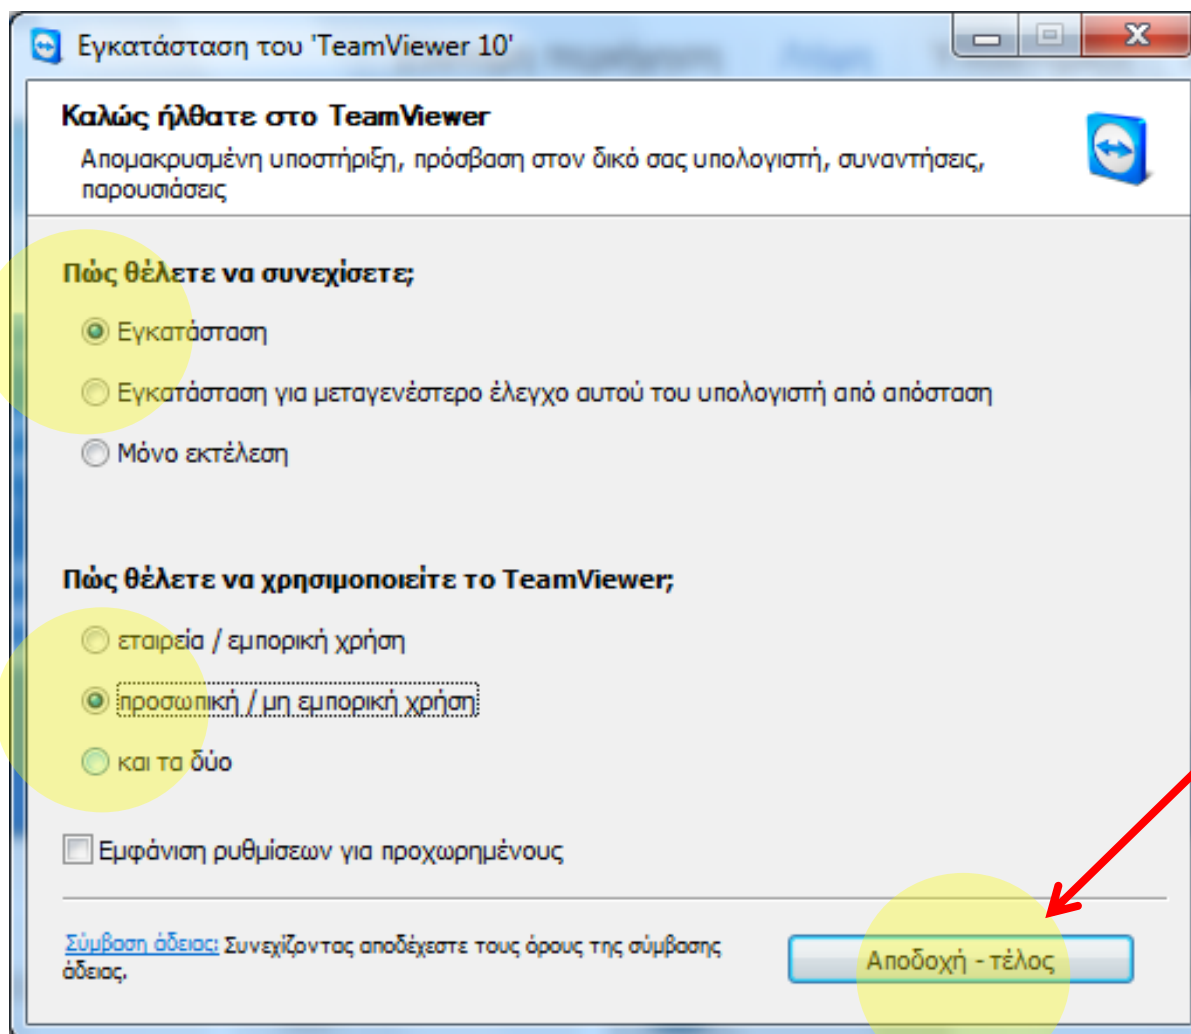 Εγκατάσταση του 'TeamViewer 10'
Καλώς ήλθατε στο TeamViewer
Απομακρυσμένη υποστήριξη, πρόσβαση στον δικό σας υπολογιστή, συναντήσεις,
παρουσιάσεις
Πώς θέλετε να συνεχίσετε;
Εγκατάσταση
Εγκατάσταση για μεταγενέστερο έλεγχο αυτού του υπολογιστή από απόσταση
Μόνο εκτέλεση
Πώς θέλετε να χρησιμοποιείτε το TeamViewer;
εταιρεία / εμπορική χρήση
προσωπική / μη εμπορική χρήση
και τα δύο
Εμφάνιση ρυθμίσεων για προχωρημένους
Σύμβαση άδειας: Συνεχίζοντας αποδέχεστε τους όρους της σύμβασης
άδειας.
Αποδοχή - τέλος